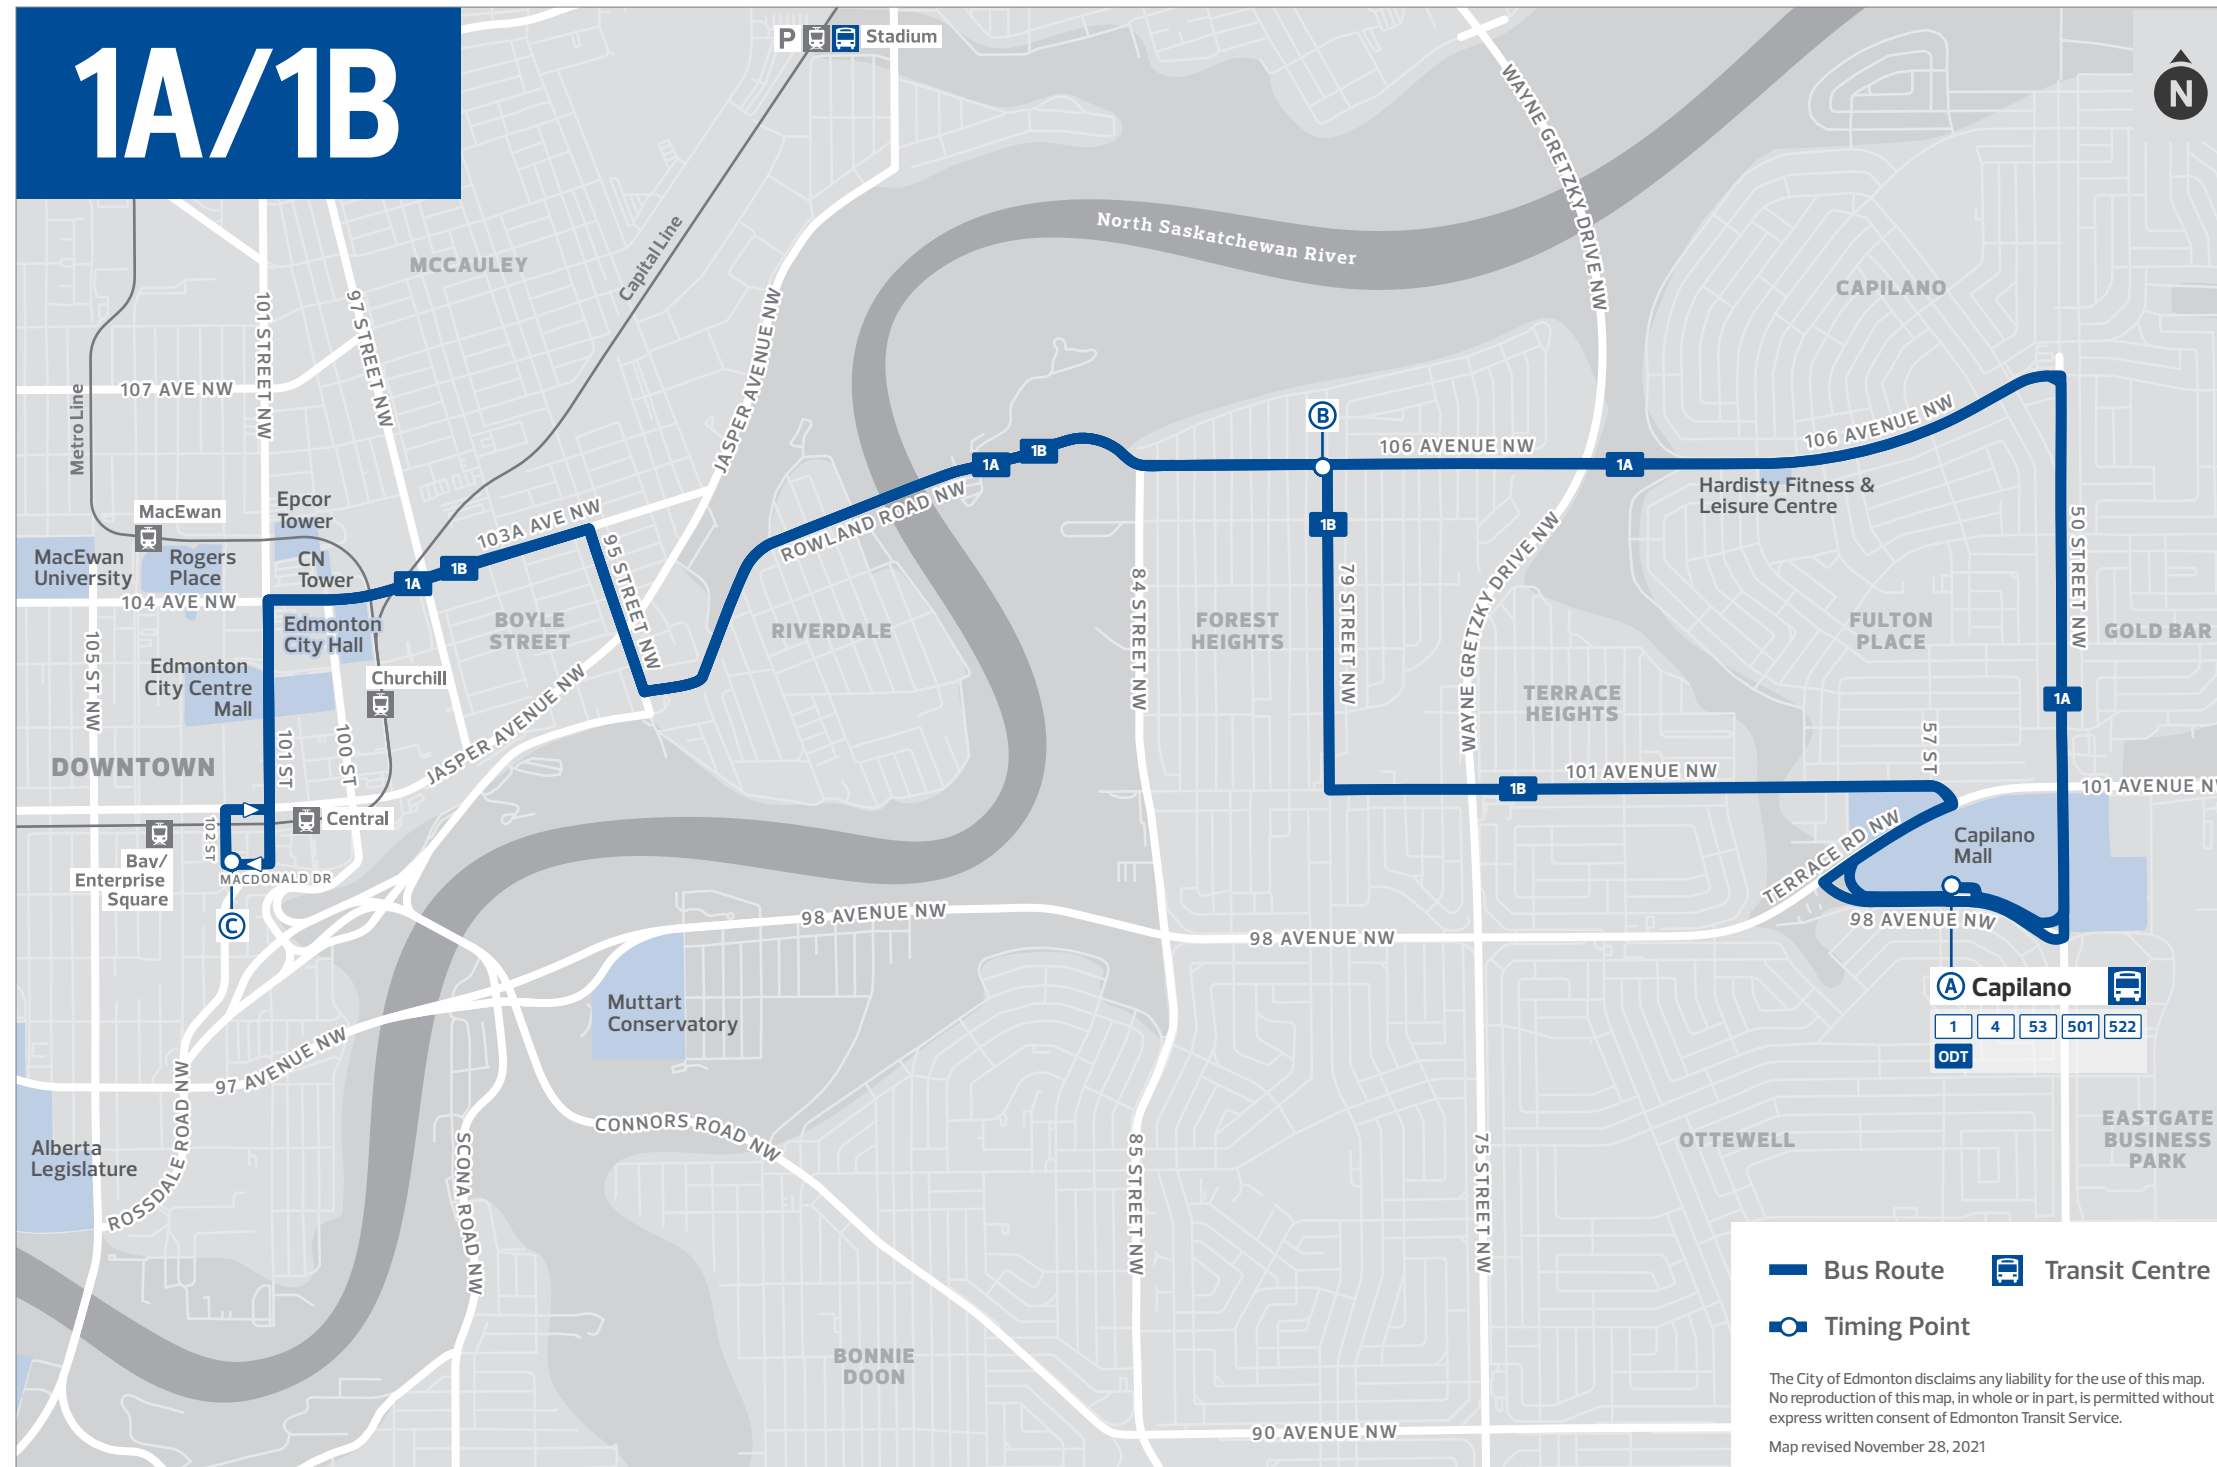 1A/1B
P
Stadium
N
WAYNE GRETZKY DRIVE NW
North Saskatchewan River
Capital Line
MCCAULEY
CAPILANO
101 STREET NW
97 STREET NW
JASPER AVENUE NW
107 AVE NW
Metro Line
B
106 AVENUE NW
106 AVENUE NW
1A
1B
1A
Hardisty Fitness &
Leisure Centre
ROWLAND ROAD NW
MacEwan
Epcor
Tower
103A AVE NW
1B
50 STREET NW
MacEwan
University
Rogers
Place
CN
Tower
1A
1B
95 STREET NW
84 STREET NW
79 STREET NW
WAYNE GRETZKY DRIVE NW
104 AVE NW
Edmonton
City Hall
BOYLE
STREET
RIVERDALE
FOREST
HEIGHTS
FULTON
PLACE
GOLD BAR
105 ST NW
Edmonton
City Centre
Mall
Churchill
TERRACE
HEIGHTS
1A
57 ST
DOWNTOWN
101 ST
100 ST
JASPER AVENUE NW
101 AVENUE NW
1B
101 AVENUE NW
102 ST
Central
Bay/
Enterprise
Square
MACDONALD DR
C
TERRACE RD NW
Capilano
Mall
98 AVENUE NW
98 AVENUE NW
98 AVENUE NW
A Capilano
1 4 53 501 522
ODT
Muttart
Conservatory
97 AVENUE NW
ROSSDALE ROAD NW
SCONA ROAD NW
CONNORS ROAD NW
85 STREET NW
75 STREET NW
OTTEWELL
EASTGATE
BUSINESS
PARK
Alberta
Legislature
BONNIE
DOON
90 AVENUE NW
Bus Route
Transit Centre
Timing Point
The City of Edmonton disclaims any liability for the use of this map.
No reproduction of this map, in whole or in part, is permitted without
express written consent of Edmonton Transit Service.
Map revised November 28, 2021